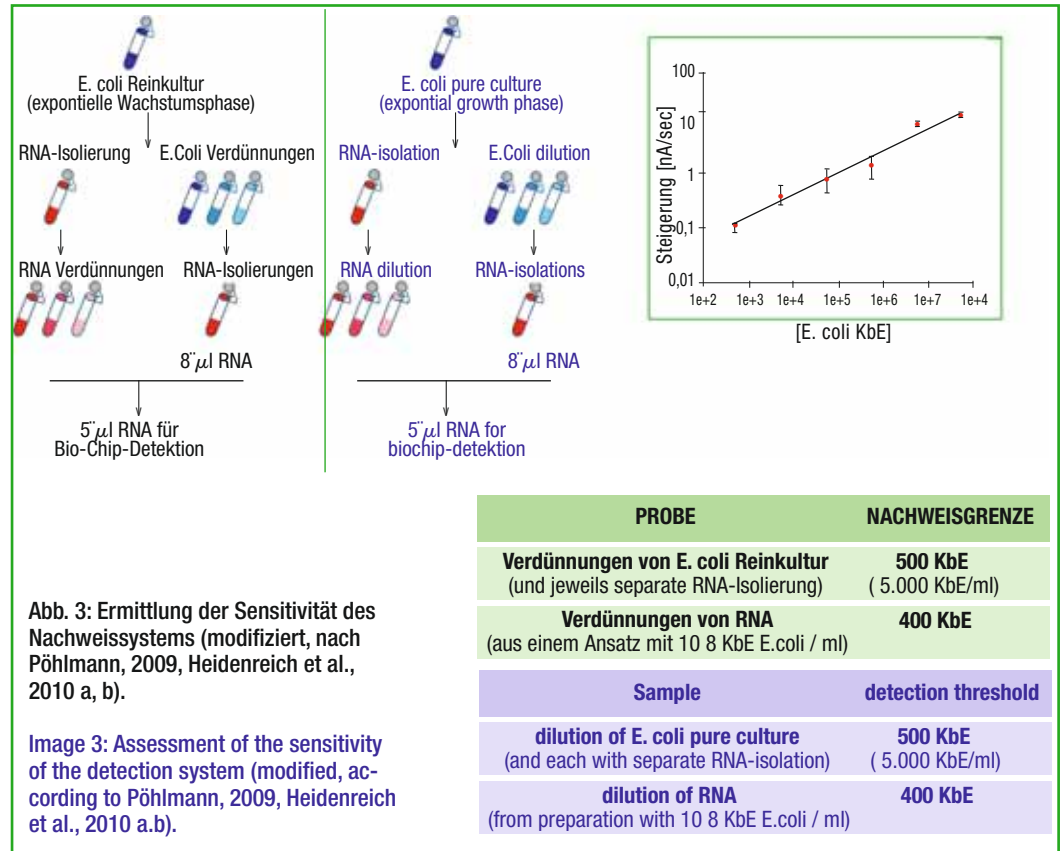 E. coli Reinkultur
(expontielle Wachstumsphase)
RNA-Isolierung
E.Coli Verdünnungen
RNA Verdünnungen
RNA-Isolierungen
8¨μl RNA
5¨μl RNA für
Bio-Chip-Detektion
E. coli pure culture
(expontial growth phase)
RNA-isolation
E.Coli dilution
RNA dilution
RNA-isolations
8¨μl RNA
5¨μl RNA for
biochip-detektion
Steigerung [nA/sec]
100
10
1
0,1
0,01
1e+2 1e+3 1e+4 1e+5 1e+6 1e+7 1e+4
[E. coli KbE]
PROBE NACHWEISGRENZE
Verdünnungen von E. coli Reinkultur 500 KbE
(und jeweils separate RNA-Isolierung) ( 5.000 KbE/ml)
Verdünnungen von RNA 400 KbE
(aus einem Ansatz mit 10 8 KbE E.coli / ml)
Sample detection threshold
dilution of E. coli pure culture 500 KbE
(and each with separate RNA-isolation) ( 5.000 KbE/ml)
dilution of RNA 400 KbE
(from preparation with 10 8 KbE E.coli / ml)
Abb. 3: Ermittlung der Sensitivität des
Nachweissystems (modifiziert, nach
Pöhlmann, 2009, Heidenreich et al.,
2010 a, b).
Image 3: Assessment of the sensitivity
of the detection system (modified, ac-
cording to Pöhlmann, 2009, Heidenreich
et al., 2010 a.b).